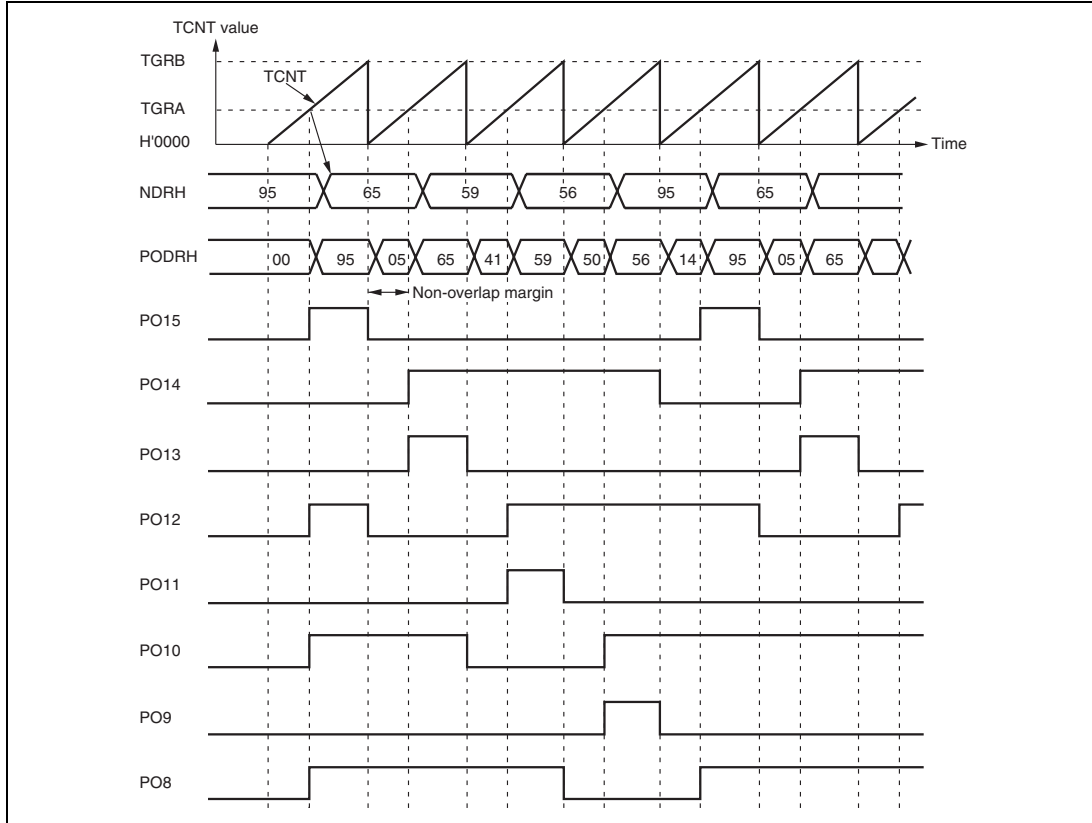 TCNT value
TGRB
TCNT
TGRA
H'0000
Time
NDRH 95 65 59 56 95 65
PODRH 00 95 05 65 41 59 50 56 14 95 05 65
Non-overlap margin
PO15
PO14
PO13
PO12
PO11
PO10
PO9
PO8